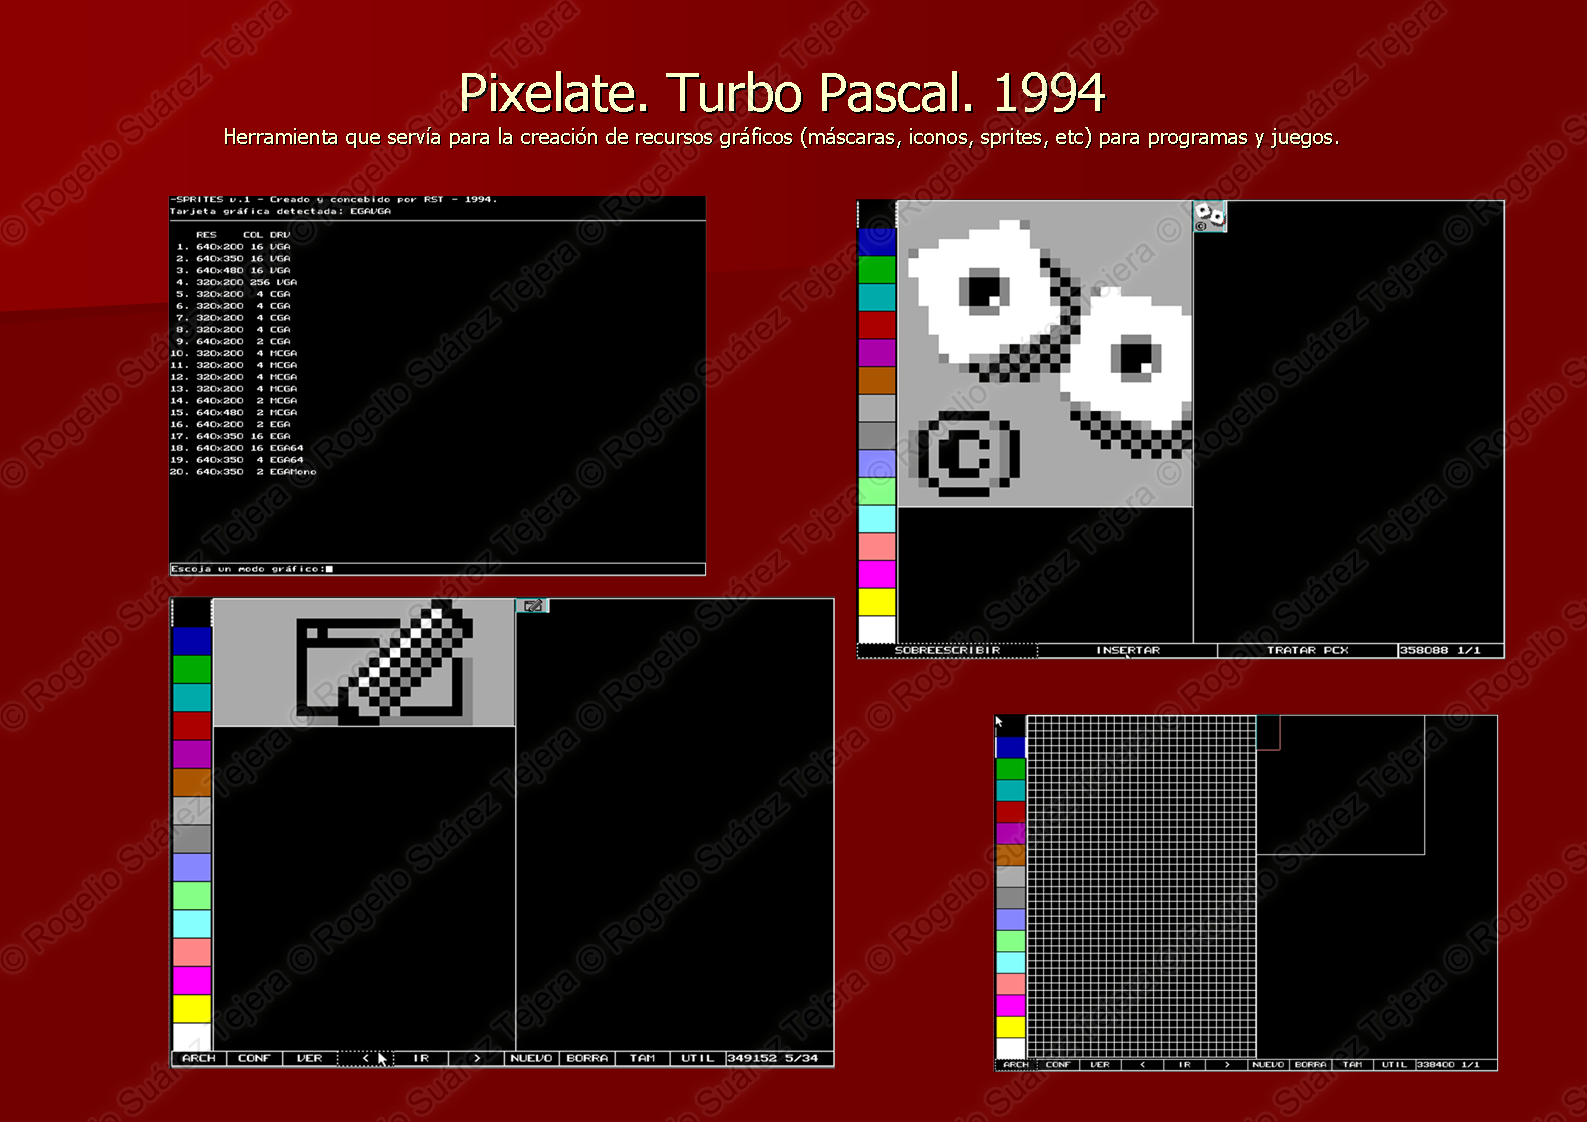 Pixelate. Turbo Pascal. 1994
Herramienta que servía para la creación de recursos gráficos (máscaras, iconos, sprites, etc) para programas y juegos.
-SPRITES v.1 - Creado y concebido por RST - 1994.
Tarjeta gráfica detectada: EGAVGA
RES COL DRV
1. 640x200 16 VGA
2. 640x350 16 VGA
3. 640x480 16 VGA
4. 320x200 256 VGA
5. 320x200 4 CGA
6. 320x200 4 CGA
7. 320x200 4 CGA
8. 320x200 4 CGA
9. 640x200 2 CGA
10. 320x200 4 MCGA
11. 320x200 4 MCGA
12. 320x200 4 MCGA
13. 320x200 4 MCGA
14. 640x200 2 MCGA
15. 640x480 2 MCGA
16. 640x200 2 EGA
17. 640x350 16 EGA
18. 640x200 16 EGA64
19. 640x350 4 EGA64
20. 640x350 2 EGAMono
Escoja un modo gráfico:
©
SOBREESCRIBIR INSERTAR TRATAR PCX 358088 1/1
ARCH CONF VER < IR > NUEVO BORRA TAM UTIL 349152 5/34
ARCH CONF VER < IR > NUEVO BORRA TAM UTIL 338400 1/1
© Rogelio Suárez Tejera